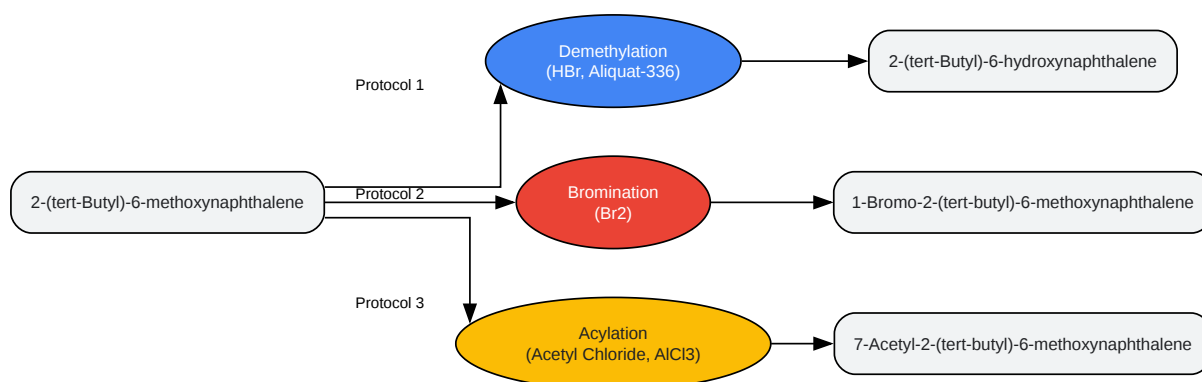 Demethylation
(HBr, Aliquat-336)
2-(tert-Butyl)-6-hydroxynaphthalene
Protocol 1
2-(tert-Butyl)-6-methoxynaphthalene
Protocol 2
Bromination
(Br2)
1-Bromo-2-(tert-butyl)-6-methoxynaphthalene
Protocol 3
Acylation
(Acetyl Chloride, AlCl3)
7-Acetyl-2-(tert-butyl)-6-methoxynaphthalene